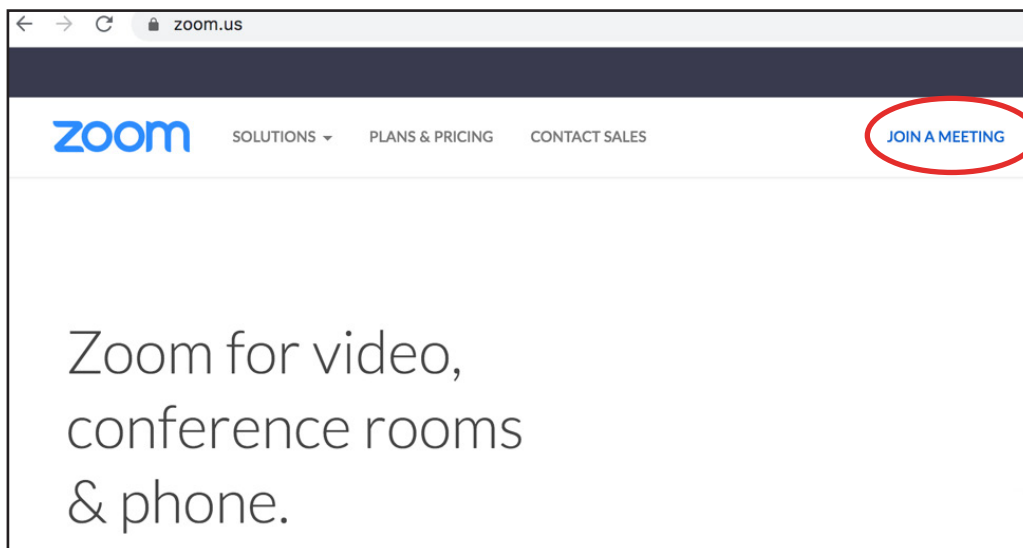 zoom.us
zoom SOLUTIONS PLANS & PRICING CONTACT SALES JOIN A MEETING
Zoom for video,
conference rooms
& phone.